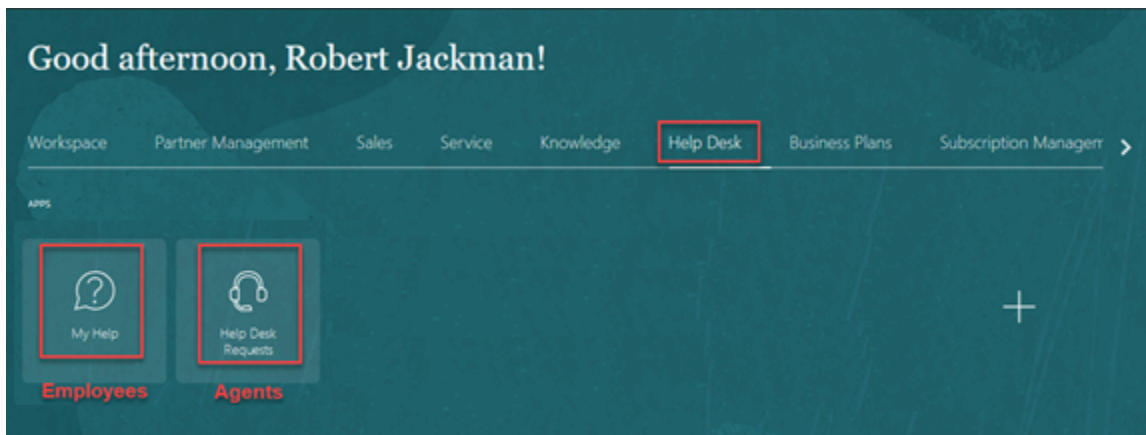 Good afternoon, Robert Jackman!
Workspace Partner Management Sales Service Knowledge Help Desk Business Plans Subscription Managem
APPS
My Help
Help Desk
Requests
Employees
Agents